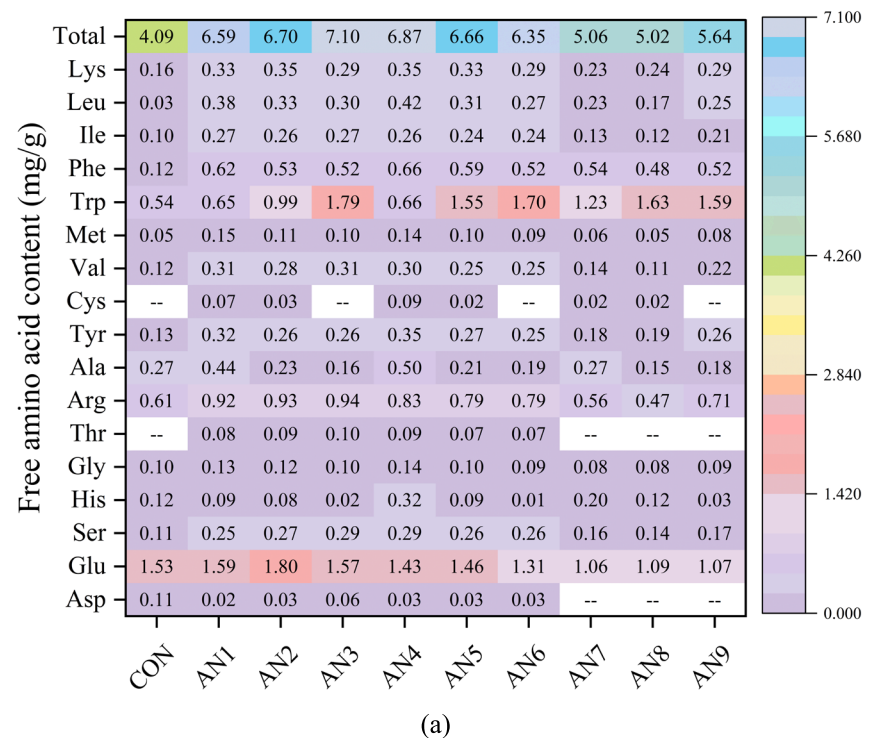 Free amino acid content (mg/g)
Total 4.09 6.59 6.70 7.10 6.87 6.66 6.35 5.06 5.02 5.64
Lys 0.16 0.33 0.35 0.29 0.35 0.33 0.29 0.23 0.24 0.29
Leu 0.03 0.38 0.33 0.30 0.42 0.31 0.27 0.23 0.17 0.25
Ile 0.10 0.27 0.26 0.27 0.26 0.24 0.24 0.13 0.12 0.21
Phe 0.12 0.62 0.53 0.52 0.66 0.59 0.52 0.54 0.48 0.52
Trp 0.54 0.65 0.99 1.79 0.66 1.55 1.70 1.23 1.63 1.59
Met 0.05 0.15 0.11 0.10 0.14 0.10 0.09 0.06 0.05 0.08
Val 0.12 0.31 0.28 0.31 0.30 0.25 0.25 0.14 0.11 0.22
Cys -- 0.07 0.03 -- 0.09 0.02 -- 0.02 0.02 --
Tyr 0.13 0.32 0.26 0.26 0.35 0.27 0.25 0.18 0.19 0.26
Ala 0.27 0.44 0.23 0.16 0.50 0.21 0.19 0.27 0.15 0.18
Arg 0.61 0.92 0.93 0.94 0.83 0.79 0.79 0.56 0.47 0.71
Thr -- 0.08 0.09 0.10 0.09 0.07 0.07 -- -- --
Gly 0.10 0.13 0.12 0.10 0.14 0.10 0.09 0.08 0.08 0.09
His 0.12 0.09 0.08 0.02 0.32 0.09 0.01 0.20 0.12 0.03
Ser 0.11 0.25 0.27 0.29 0.29 0.26 0.26 0.16 0.14 0.17
Glu 1.53 1.59 1.80 1.57 1.43 1.46 1.31 1.06 1.09 1.07
Asp 0.11 0.02 0.03 0.06 0.03 0.03 0.03 -- -- --
CON AN1 AN2 AN3 AN4 AN5 AN6 AN7 AN8 AN9
7.100
5.680
4.260
2.840
1.420
0.000
(a)